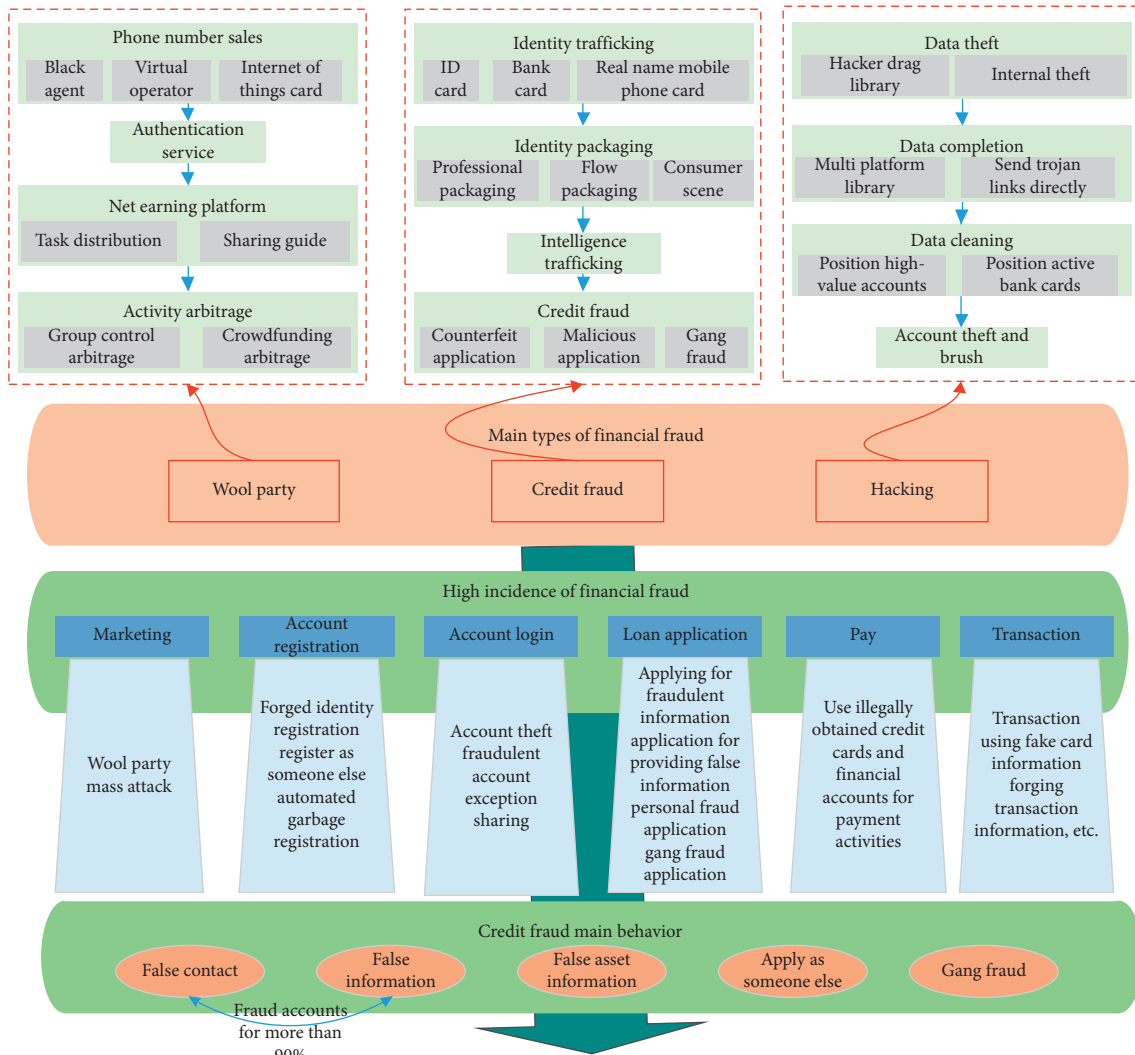 Phone number sales
Black
agent
Virtual
operator
Internet of
things card
Authentication
service
Net earning platform
Task distribution
Sharing guide
Activity arbitrage
Group control
arbitrage
Crowdfunding
arbitrage
Identity trafficking
ID
card
Bank
card
Real name mobile
phone card
Identity packaging
Professional
packaging
Flow
packaging
Consumer
scene
Intelligence
trafficking
Credit fraud
Counterfeit
application
Malicious
application
Gang
fraud
Data theft
Hacker drag
library
Internal theft
Data completion
Multi platform
library
Send trojan
links directly
Data cleaning
Position high-
value accounts
Position active
bank cards
Account theft and
brush
Main types of financial fraud
Wool party
Credit fraud
Hacking
High incidence of financial fraud
Marketing
Account
registration
Account login
Loan application
Pay
Transaction
Wool party
mass attack
Forged identity
registration
register as
someone else
automated
garbage
registration
Account theft
fraudulent
account
exception
sharing
Applying for
fraudulent
information
application for
providing false
information
personal fraud
application
gang fraud
application
Use illegally
obtained credit
cards and
financial
accounts for
payment
activities
Transaction
using fake card
information
forging
transaction
information, etc.
Credit fraud main behavior
False contact
False
information
False asset
information
Apply as
someone else
Gang fraud
Fraud accounts
for more than
90%